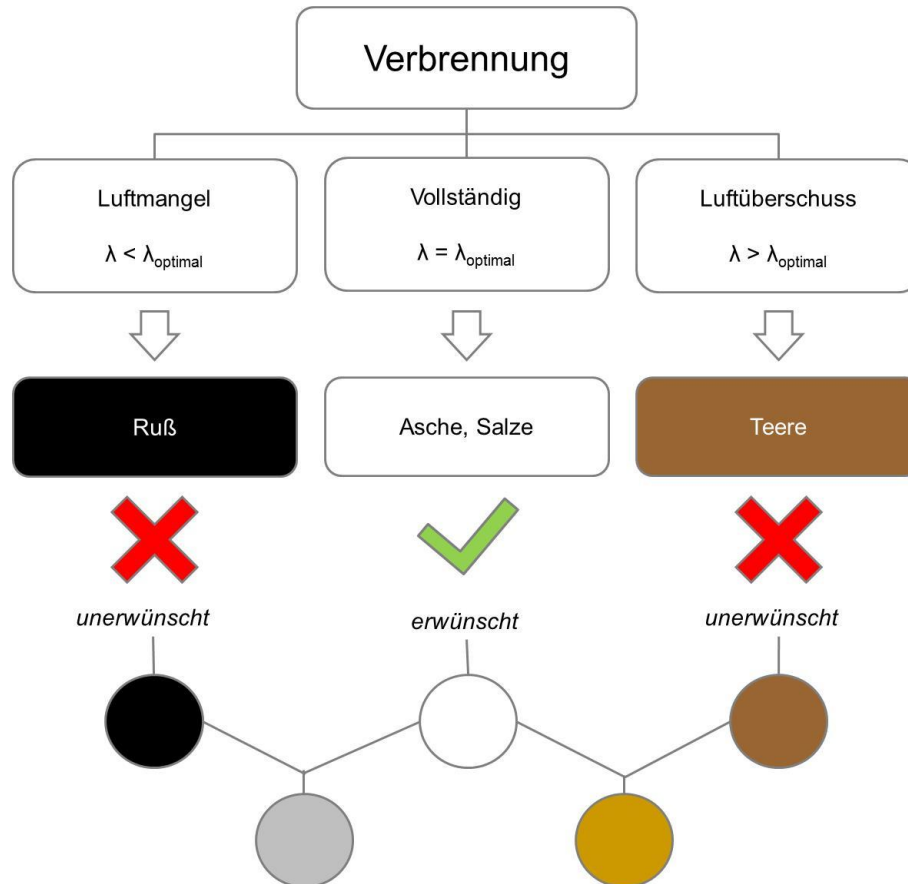 Verbrennung
Luftmangel
λ < λoptimal
Vollständig
λ = λoptimal
Luftüberschuss
λ > λoptimal
Ruß
Asche, Salze
Teere
unerwünscht
erwünscht
unerwünscht